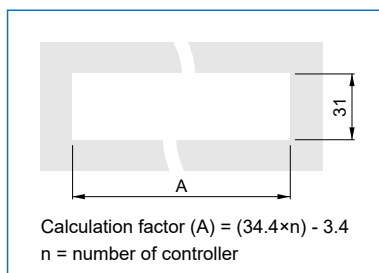 31
A
Calculation factor (A) = (34.4×n) - 3.4
n = number of controller